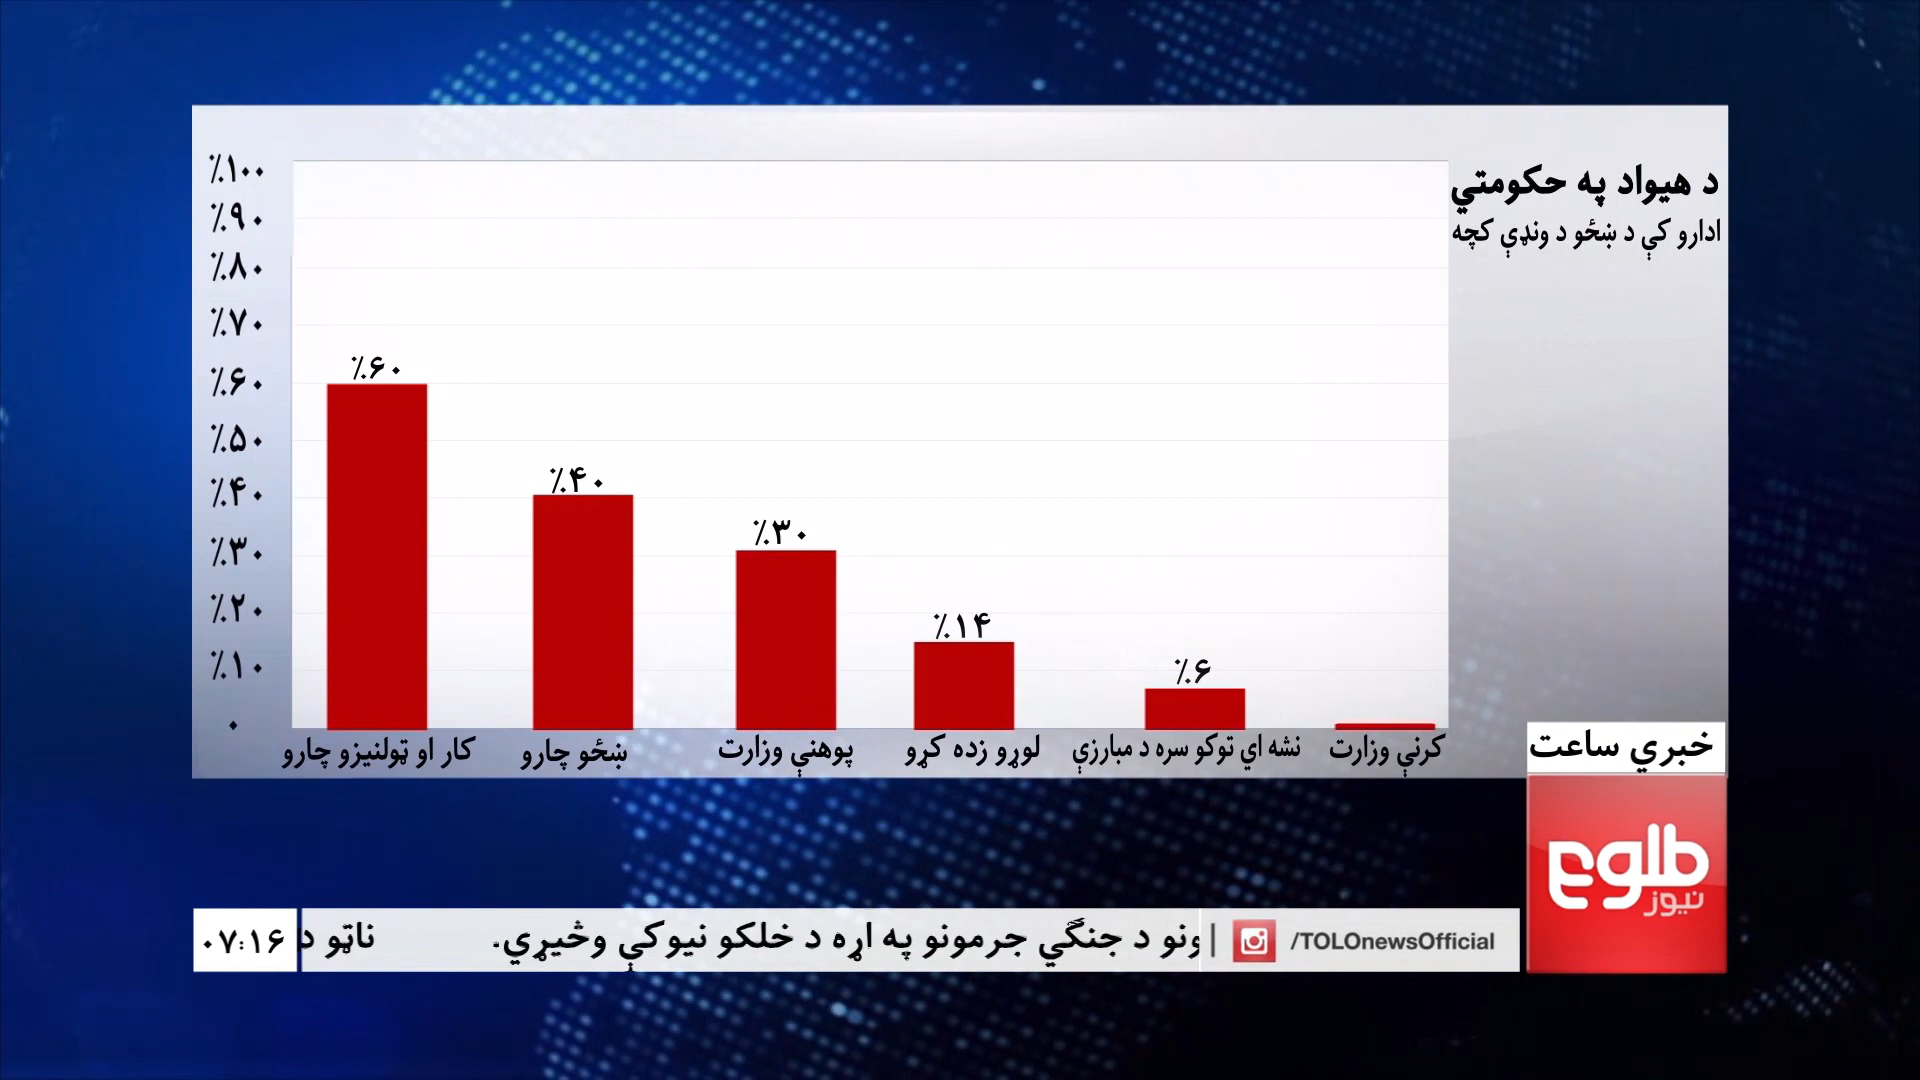 د هیواد په حکومتي
ادارو کې د ښځو د ونډې کچه
٪۱۰۰
٪۹۰
٪۸۰
٪۷۰
٪۶۰
٪۵۰
٪۴۰
٪۳۰
٪۲۰
٪۱۰
۰
٪۶۰
٪۴۰
٪۳۰
٪۱۴
٪۶
کار او ټولنیزو چارو
ښځو چارو
پوهنې وزارت
لوړو زده کړو
نشه اي توکو سره د مبارزې
کرنې وزارت
خبري ساعت
طلوع
نیوز
/TOLOnewsOfficial
ونو د جنګي جرمونو په اړه د خلکو نیوکې وڅیړي.
ناټو د
۰۷:۱۶